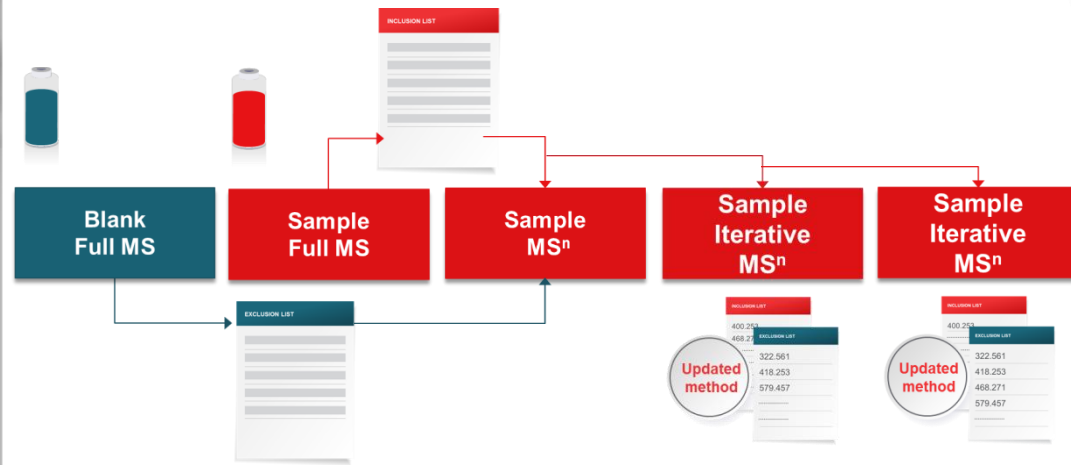 INCLUSION LIST
Blank
Full MS
Sample
Full MS
Sample
MSⁿ
Sample
Iterative
MSⁿ
Sample
Iterative
MSⁿ
EXCLUSION LIST
INCLUSION LIST
400.253
468.27
EXCLUSION LIST
322.561
418.253
579.457
Updated
method
INCLUSION LIST
400.253
EXCLUSION LIST
322.561
418.253
468.271
579.457
Updated
method